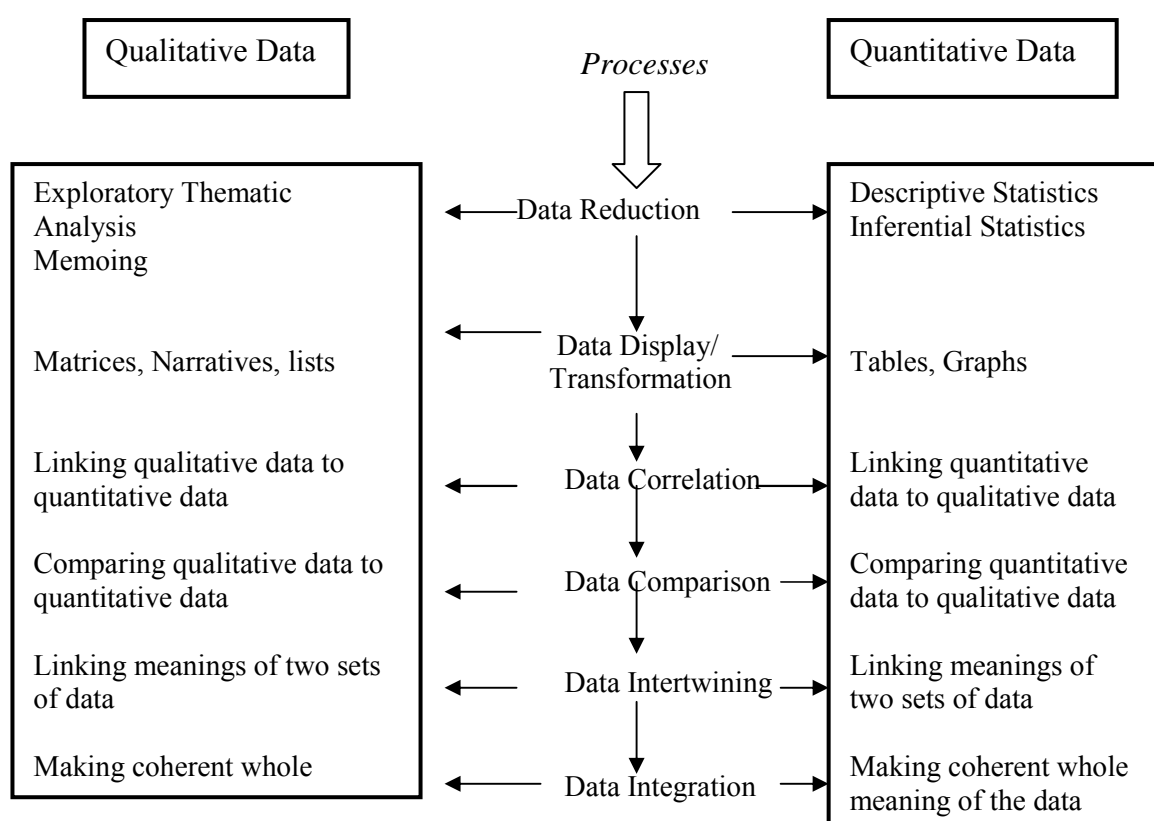 Qualitative Data
Processes
Quantitative Data
Exploratory Thematic
Analysis
Memoing
Matrices, Narratives, lists
Linking qualitative data to
quantitative data
Comparing qualitative data to
quantitative data
Linking meanings of two sets
of data
Making coherent whole
Data Reduction
Data Display/
Transformation
Data Correlation
Data Comparison
Data Intertwining
Data Integration
Descriptive Statistics
Inferential Statistics
Tables, Graphs
Linking quantitative
data to qualitative data
Comparing quantitative
data to qualitative data
Linking meanings of
two sets of data
Making coherent whole
meaning of the data